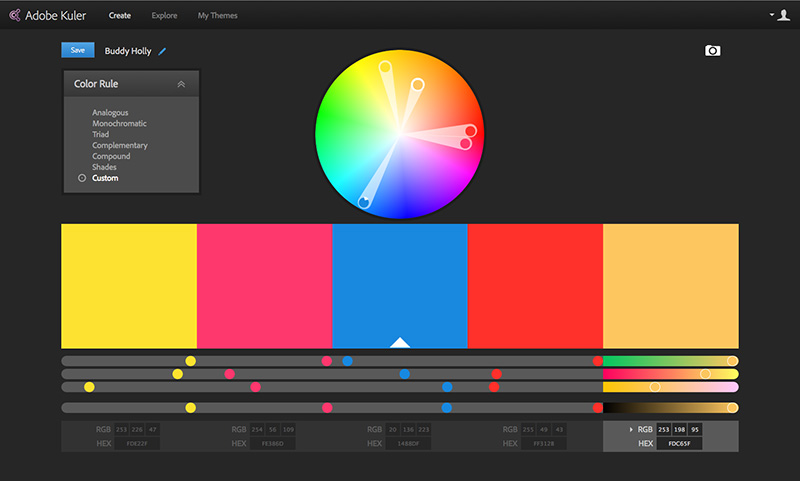 Adobe Kuler Create Explore My Themes
Save Buddy Holly
Color Rule
Analogous
Monochromatic
Triad
Complementary
Compound
Shades
Custom
RGB 253 226 47 RGB 254 56 109 RGB 20 136 223 RGB 255 49 43 RGB 253 198 95
HEX FDE22F HEX FE386D HEX 1488DF HEX FF312B HEX FDC65F